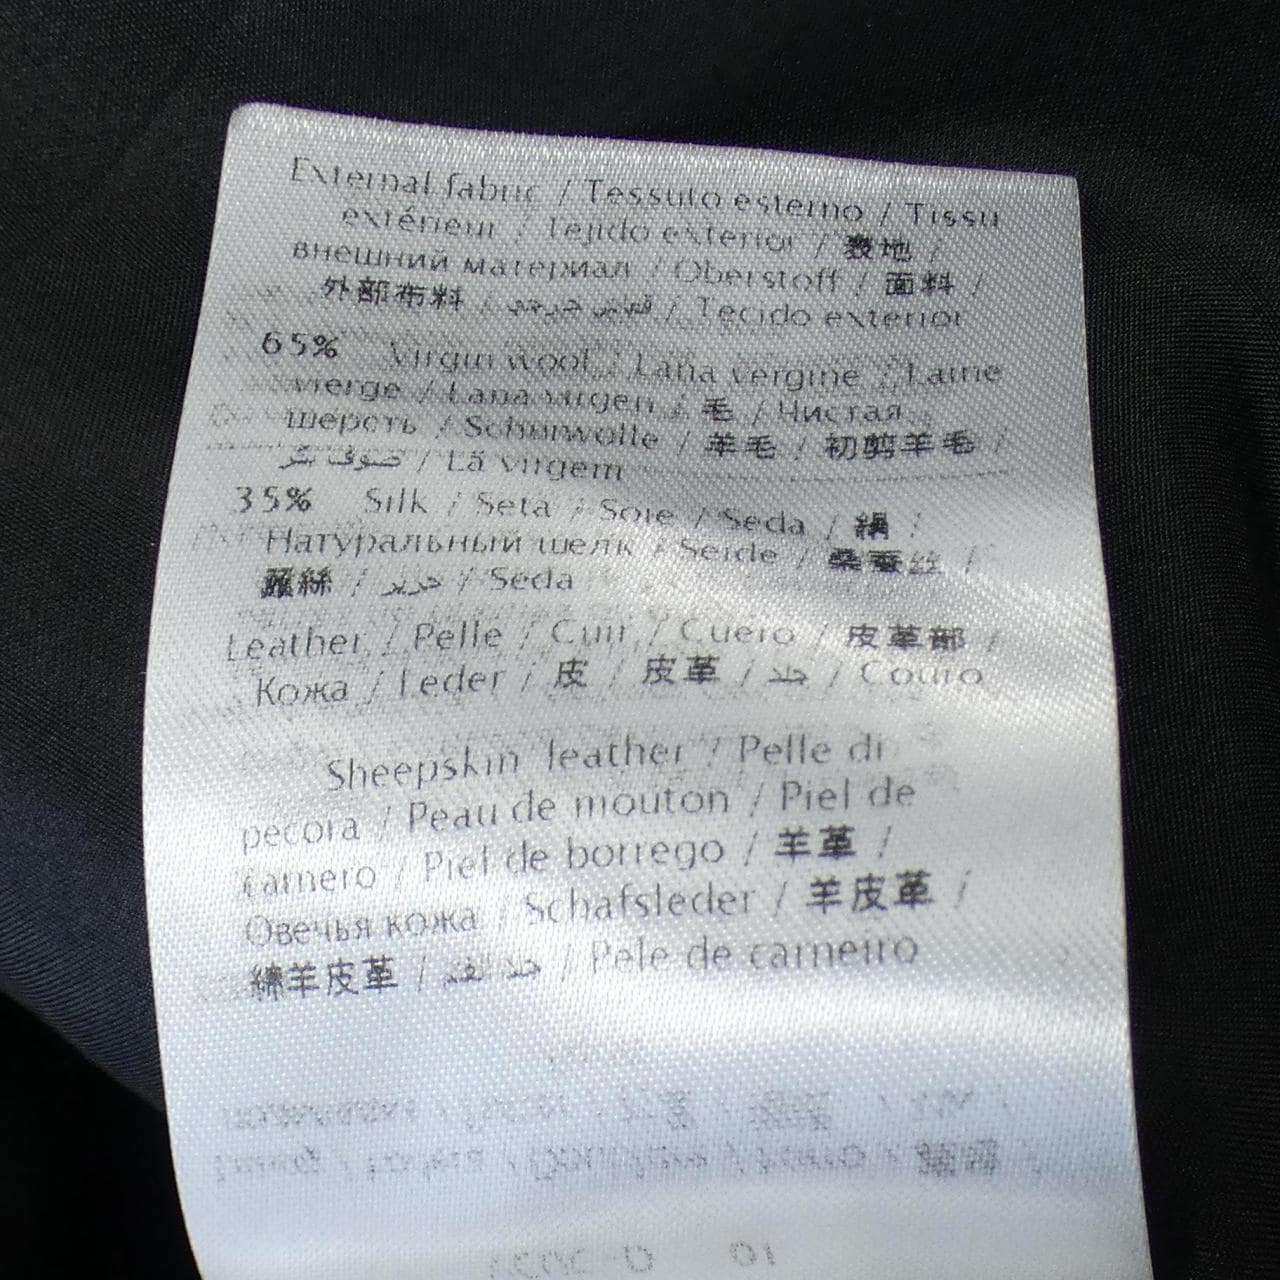 External fabric / Tessuto esterno / Tissu
extérieur / Tejido exterior / 表地 /
внешний материал / Oberstoff / 面料 /
外部布料 / قماش خارجي / Tecido exterior
65% Virgin wool / Lana vergine / Laine
vierge / Lana virgen / 毛 / Чистая
шерсть / Schurwolle / 羊毛 / 初剪羊毛 /
صوف بكر / Lã virgem
35% Silk / Seta / Soie / Seda / 絹 /
Натуральный шелк / Seide / 桑蚕丝 /
蠶絲 / حرير / Seda
Leather / Pelle / Cuir / Cuero / 皮革部 /
Кожа / Leder / 皮 / 皮革 / جلد / Couro
Sheepskin leather / Pelle di
pecora / Peau de mouton / Piel de
carnero / Piel de borrego / 羊革 /
Овечья кожа / Schafsleder / 羊皮革 /
綿羊皮革 / جلد / Pele de carneiro